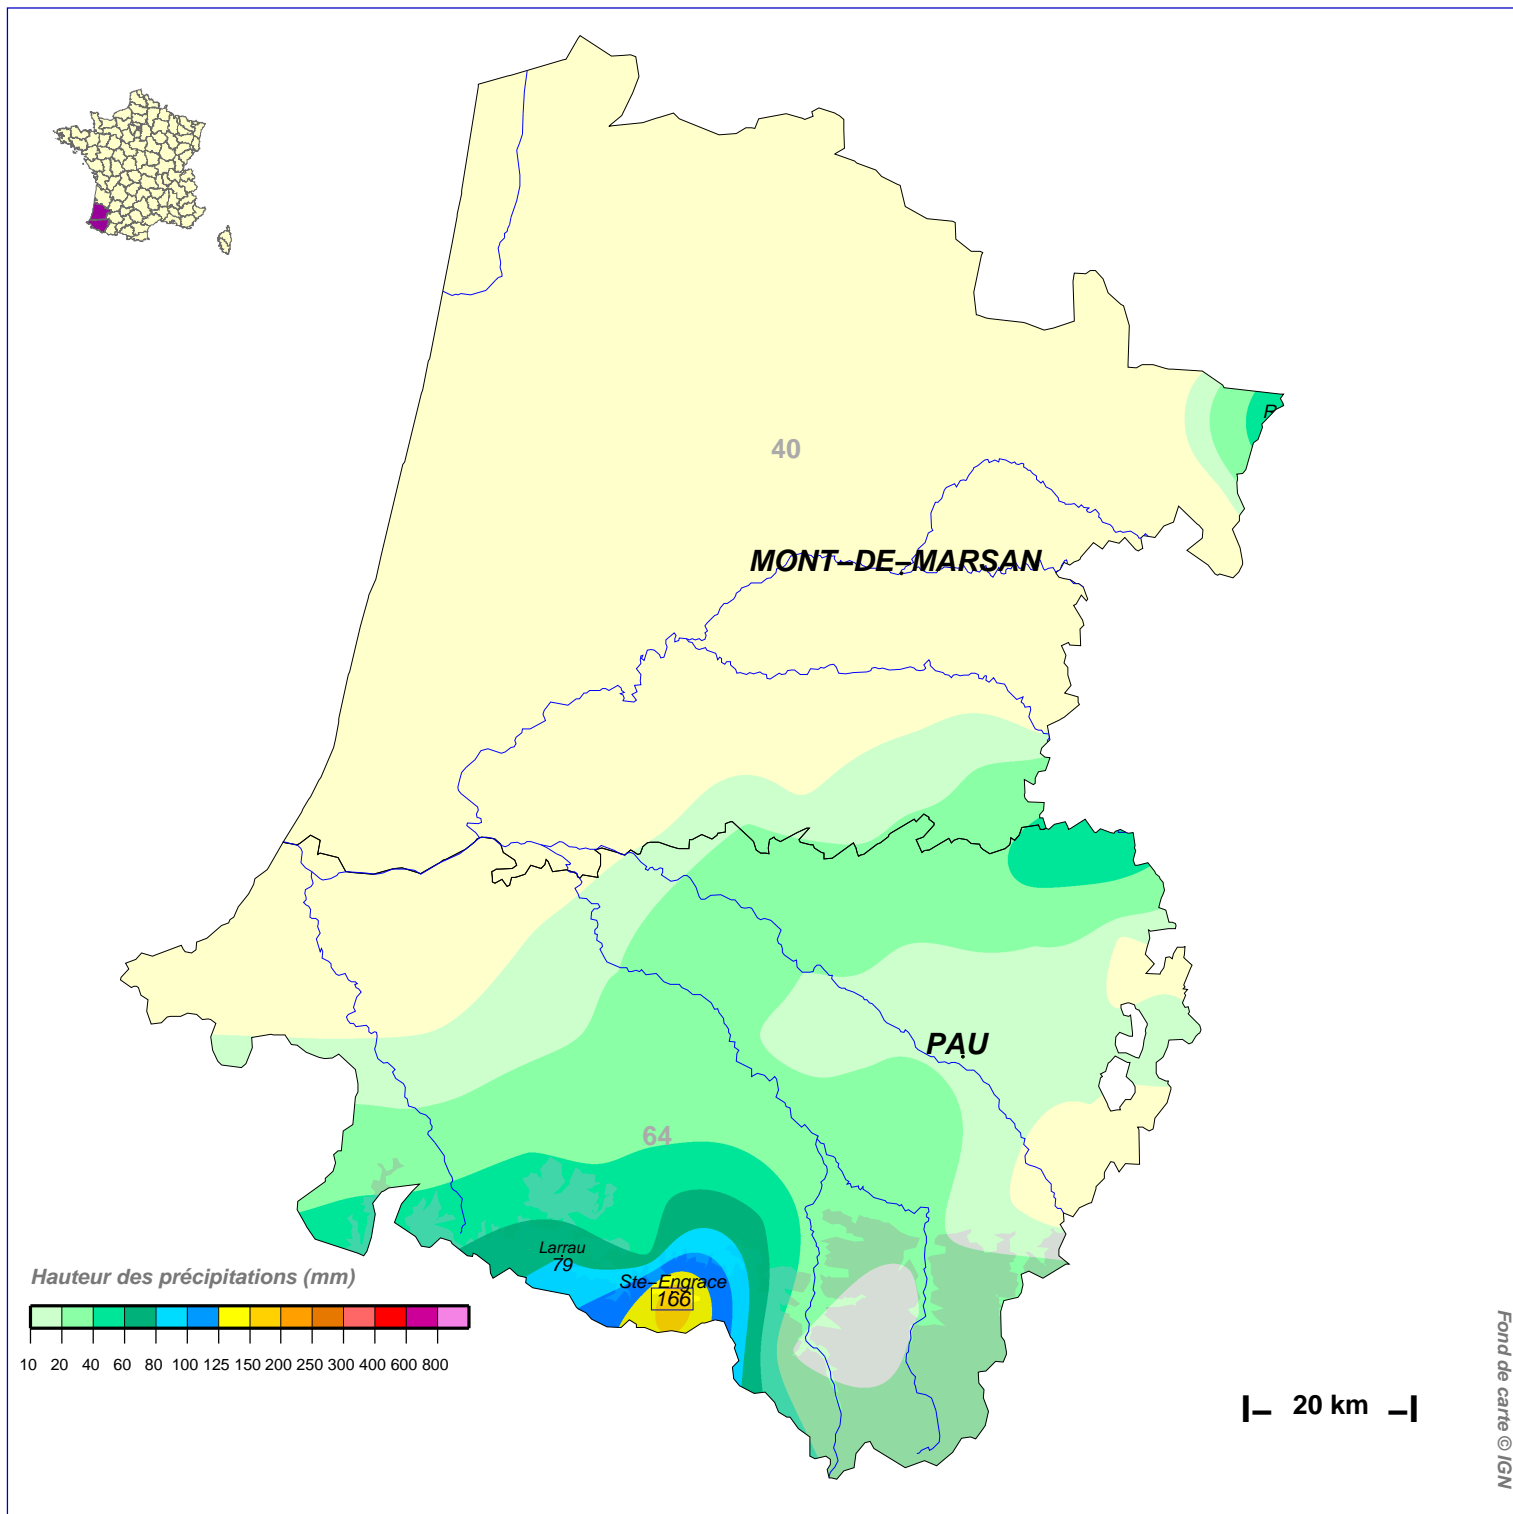 R
40
MONT-DE-MARSAN
PAU
64
Larrau
79
Ste-Engrace
166
Hauteur des précipitations (mm)
10 20 40 60 80 100 125 150 200 250 300 400 600 800
20 km
Fond de carte © IGN